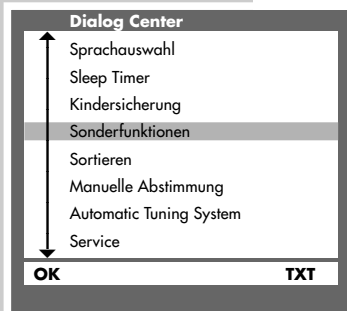 Dialog Center
Sprachauswahl
Sleep Timer
Kindersicherung
Sonderfunktionen
Sortieren
Manuelle Abstimmung
Automatic Tuning System
Service
OK TXT